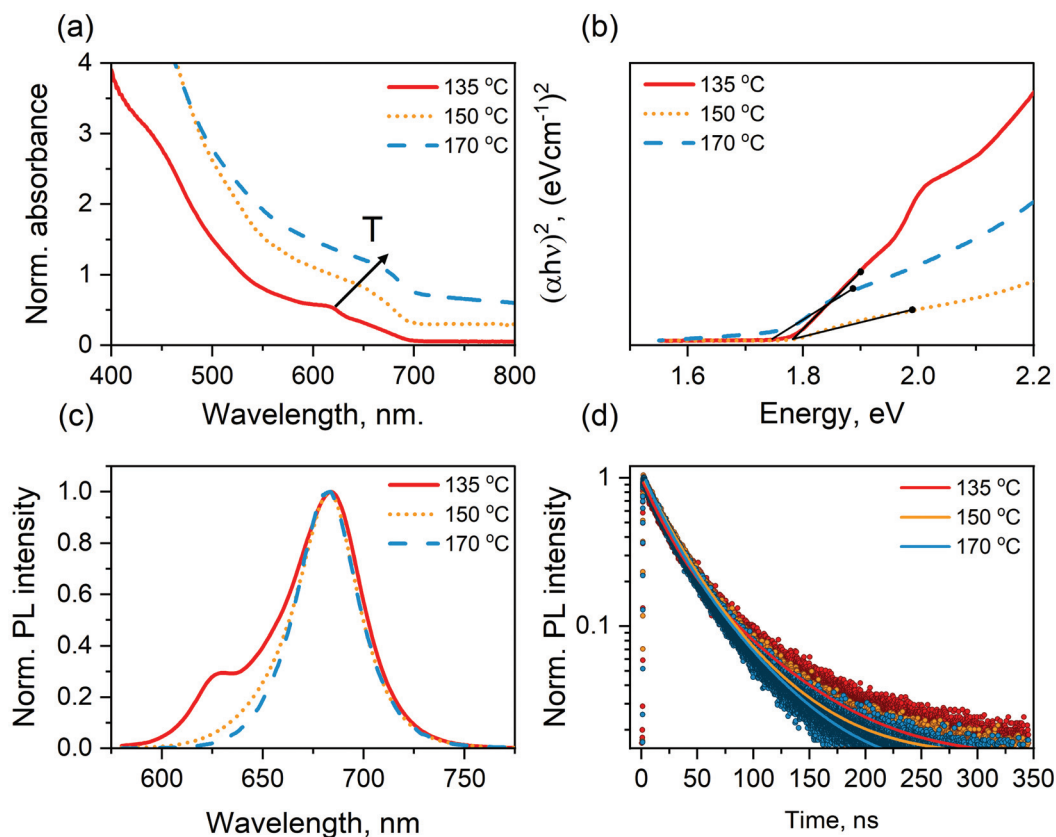 (a)
4
3
2
1
0
Norm. absorbance
135 °C
150 °C
170 °C
T
400 500 600 700 800
Wavelength, nm.
(b)
(αhν)², (eVcm⁻¹)²
135 °C
150 °C
170 °C
1.6 1.8 2.0 2.2
Energy, eV
(c)
1.0
0.8
0.6
0.4
0.2
0.0
Norm. PL intensity
135 °C
150 °C
170 °C
600 650 700 750
Wavelength, nm
(d)
1
0.1
Norm. PL intensity
135 °C
150 °C
170 °C
0 50 100 150 200 250 300 350
Time, ns